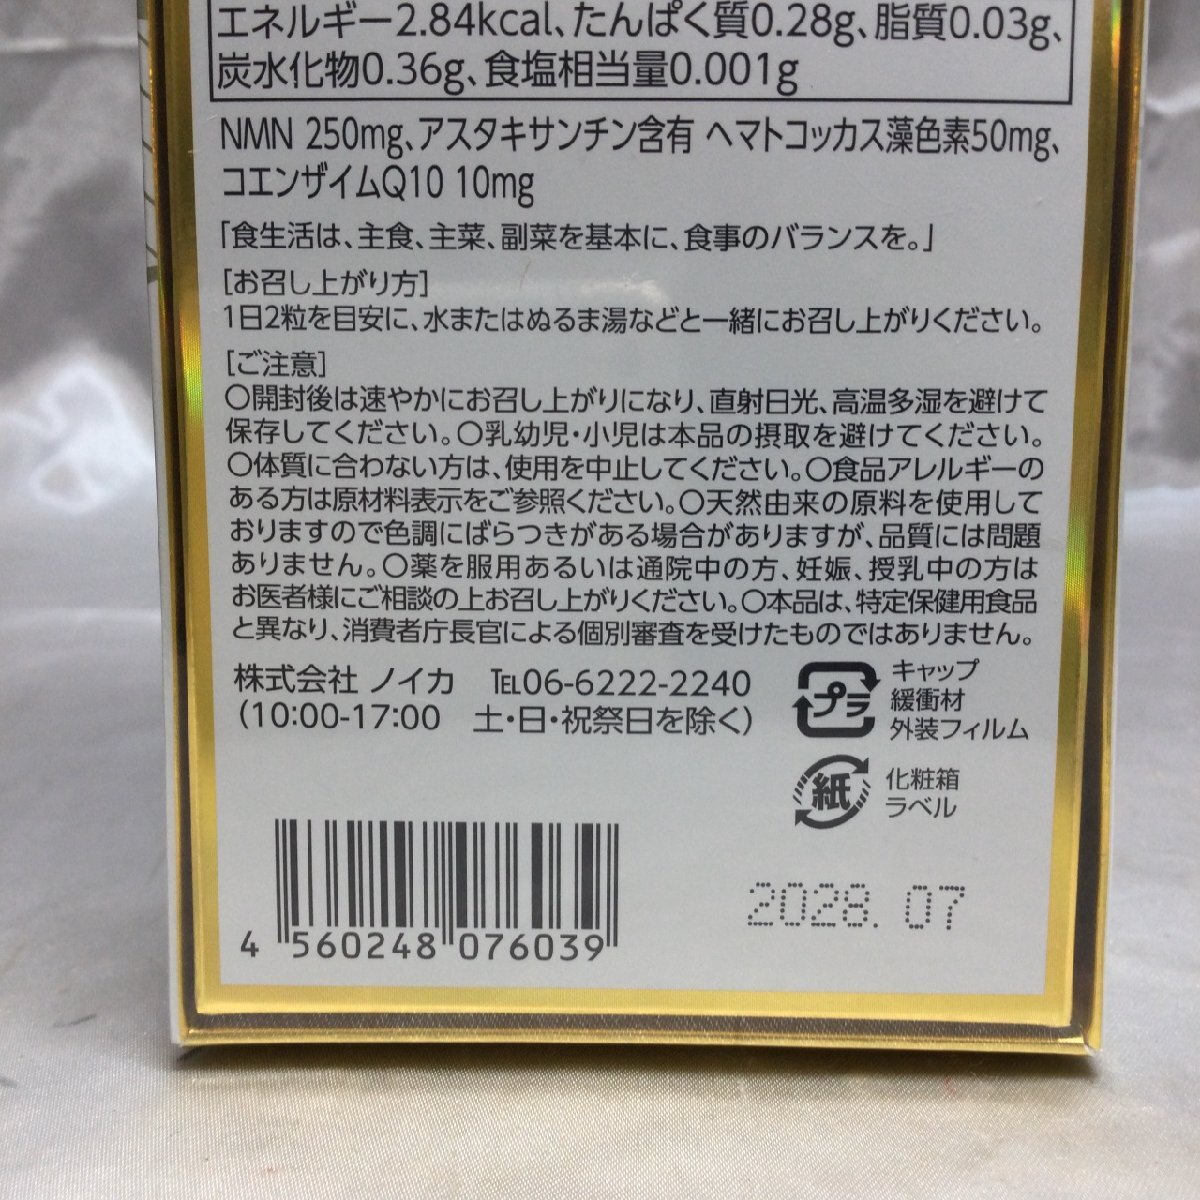 エネルギー2.84kcal、たんぱく質0.28g、脂質0.03g、
炭水化物0.36g、食塩相当量0.001g
NMN 250mg、アスタキサンチン含有 ヘマトコッカス藻色素50mg、
コエンザイムQ10 10mg
「食生活は、主食、主菜、副菜を基本に、食事のバランスを。」
[お召し上がり方]
1日2粒を目安に、水またはぬるま湯などと一緒にお召し上がりください。
[ご注意]
○開封後は速やかにお召し上がりになり、直射日光、高温多湿を避けて
保存してください。○乳幼児・小児は本品の摂取を避けてください。
○体質に合わない方は、使用を中止してください。○食品アレルギーの
ある方は原材料表示をご参照ください。○天然由来の原料を使用して
おりますので色調にばらつきがある場合がありますが、品質には問題
ありません。○薬を服用あるいは通院中の方、妊娠、授乳中の方は
お医者様にご相談の上お召し上がりください。○本品は、特定保健用食品
と異なり、消費者庁長官による個別審査を受けたものではありません。
株式会社 ノイカ TEL06-6222-2240
(10:00-17:00 土・日・祝祭日を除く)
プラ
キャップ
緩衝材
外装フィルム
紙
化粧箱
ラベル
4 560248 076039
2028.07